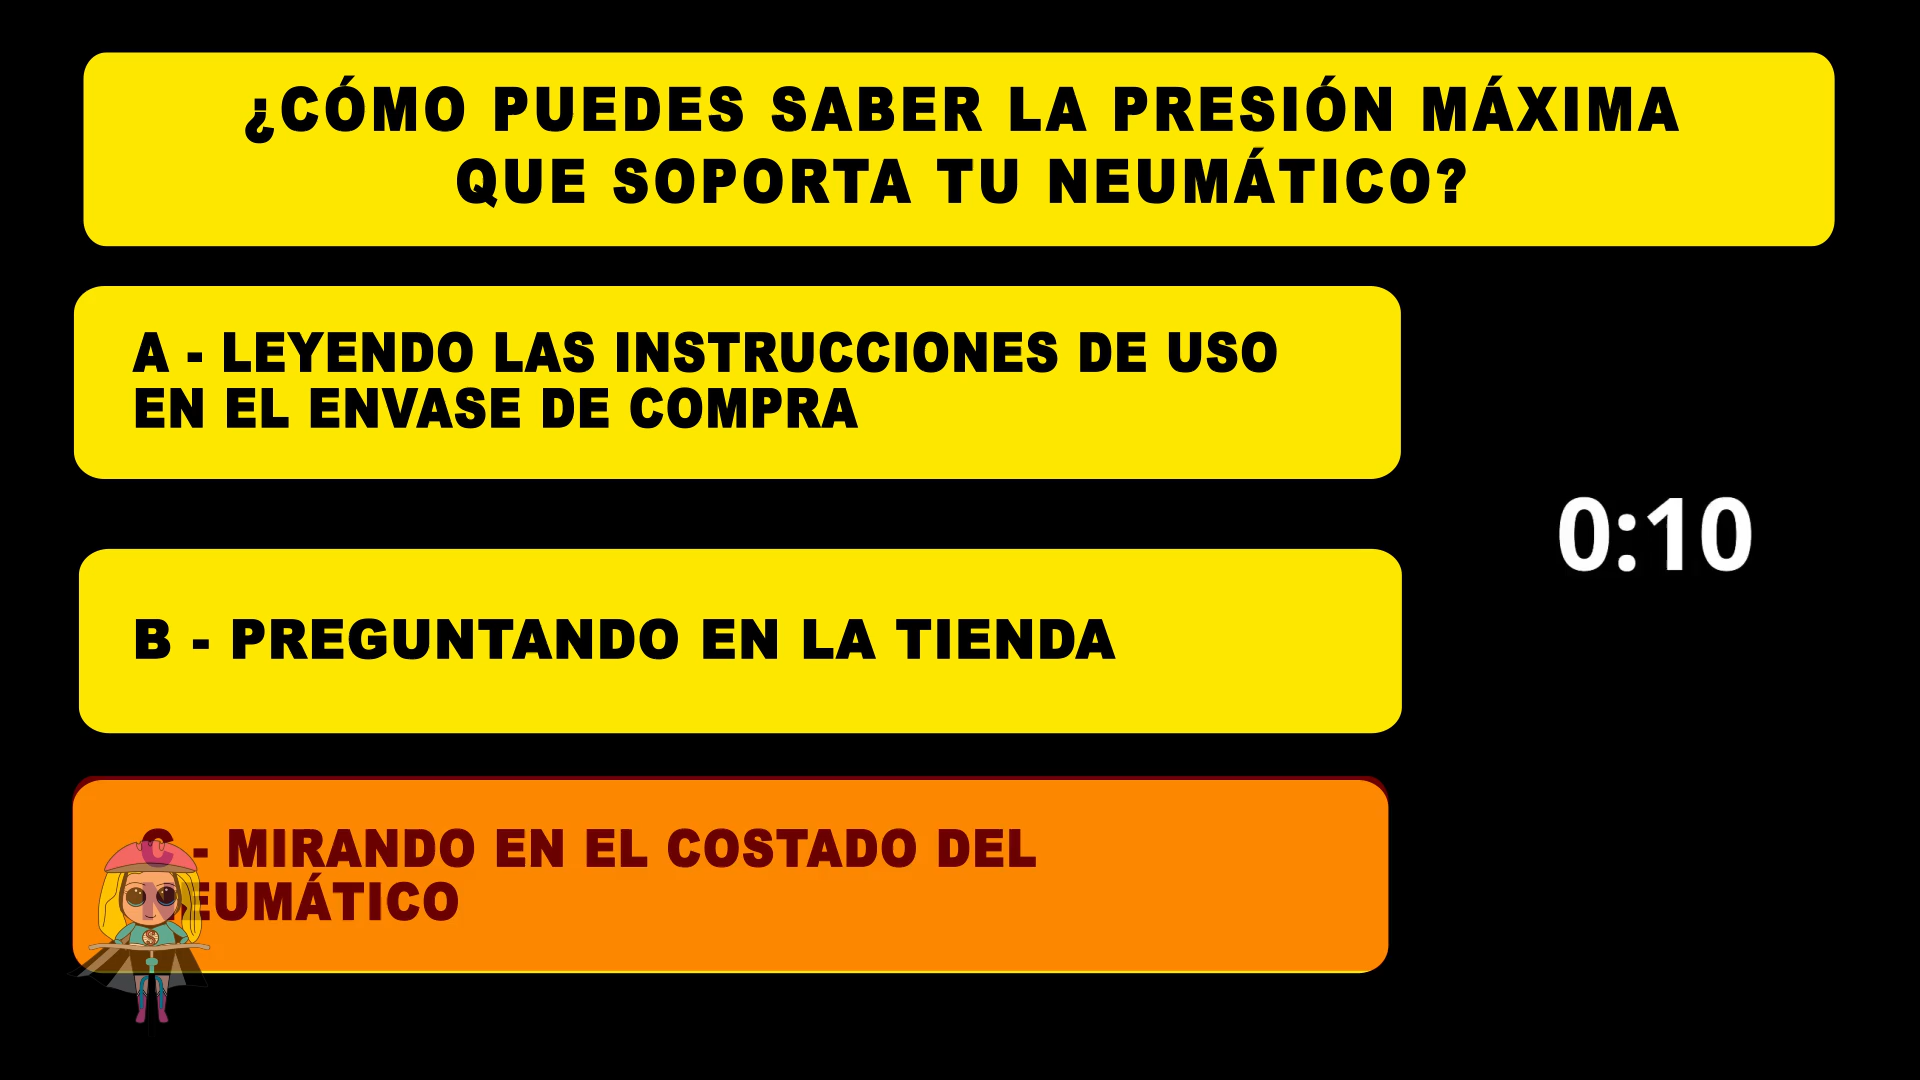 ¿CÓMO PUEDES SABER LA PRESIÓN MÁXIMA
QUE SOPORTA TU NEUMÁTICO?
A - LEYENDO LAS INSTRUCCIONES DE USO
EN EL ENVASE DE COMPRA
0:10
B - PREGUNTANDO EN LA TIENDA
C - MIRANDO EN EL COSTADO DEL
NEUMÁTICO